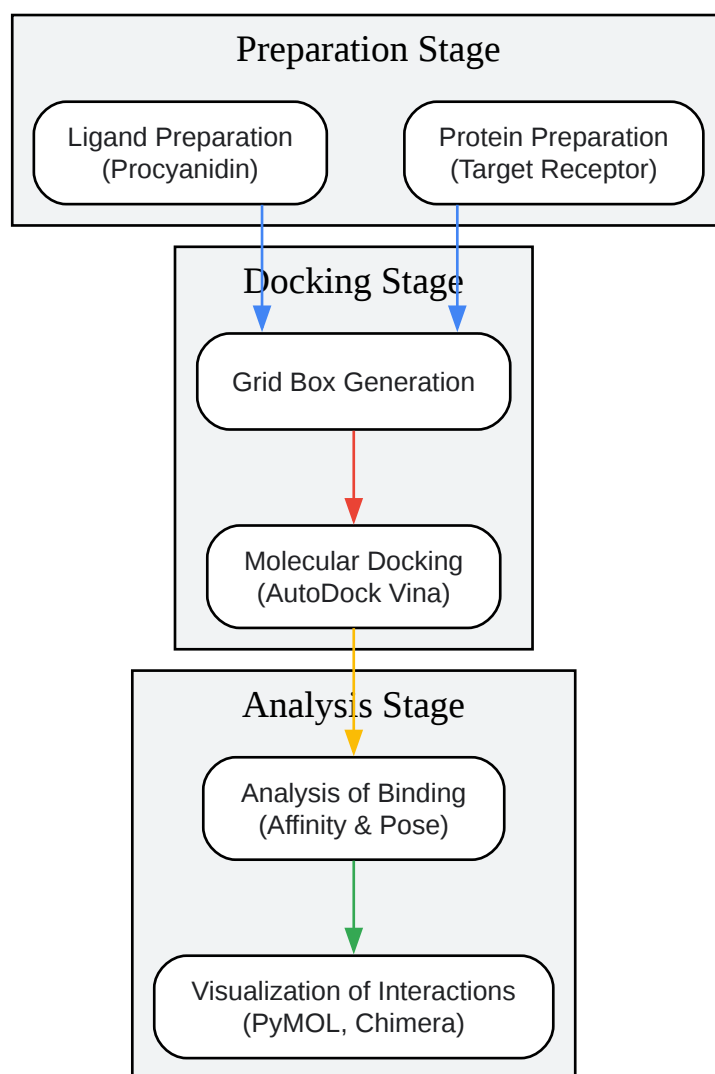 Preparation Stage
Ligand Preparation
(Procyanidin)
Protein Preparation
(Target Receptor)
Docking Stage
Grid Box Generation
Molecular Docking
(AutoDock Vina)
Analysis Stage
Analysis of Binding
(Affinity & Pose)
Visualization of Interactions
(PyMOL, Chimera)